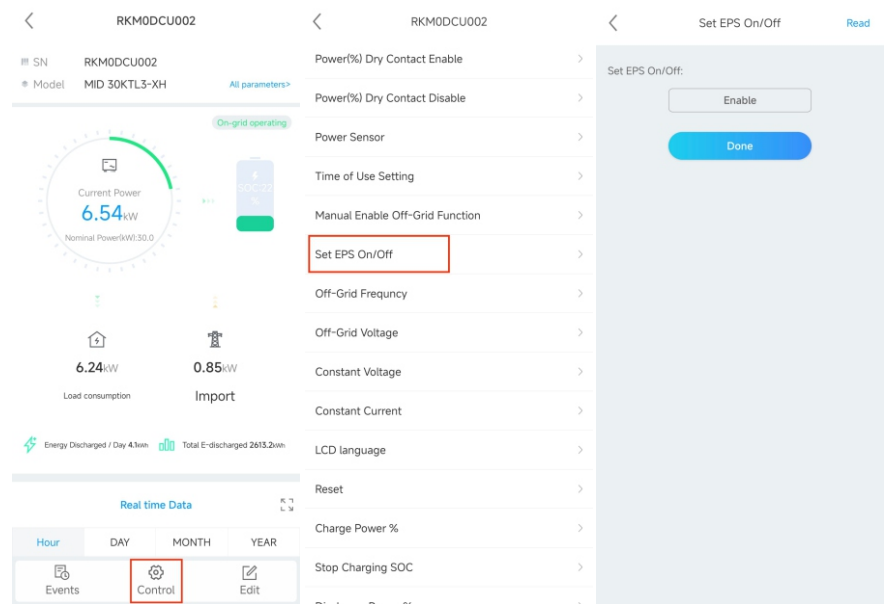 RKM0DCU002
SN RKM0DCU002
Model MID 30KTL3-XH All parameters>
On-grid operating
Current Power
6.54kW
Nominal Power(kW):30.0
SOC:22
%
6.24kW 0.85kW
Load consumption Import
Energy Discharged / Day 4.1kWh Total E-discharged 2613.2kWh
Real time Data
Hour DAY MONTH YEAR
Events Control Edit
RKM0DCU002
Power(%) Dry Contact Enable
Power(%) Dry Contact Disable
Power Sensor
Time of Use Setting
Manual Enable Off-Grid Function
Set EPS On/Off
Off-Grid Frequncy
Off-Grid Voltage
Constant Voltage
Constant Current
LCD language
Reset
Charge Power %
Stop Charging SOC
Set EPS On/Off Read
Set EPS On/Off:
Enable
Done